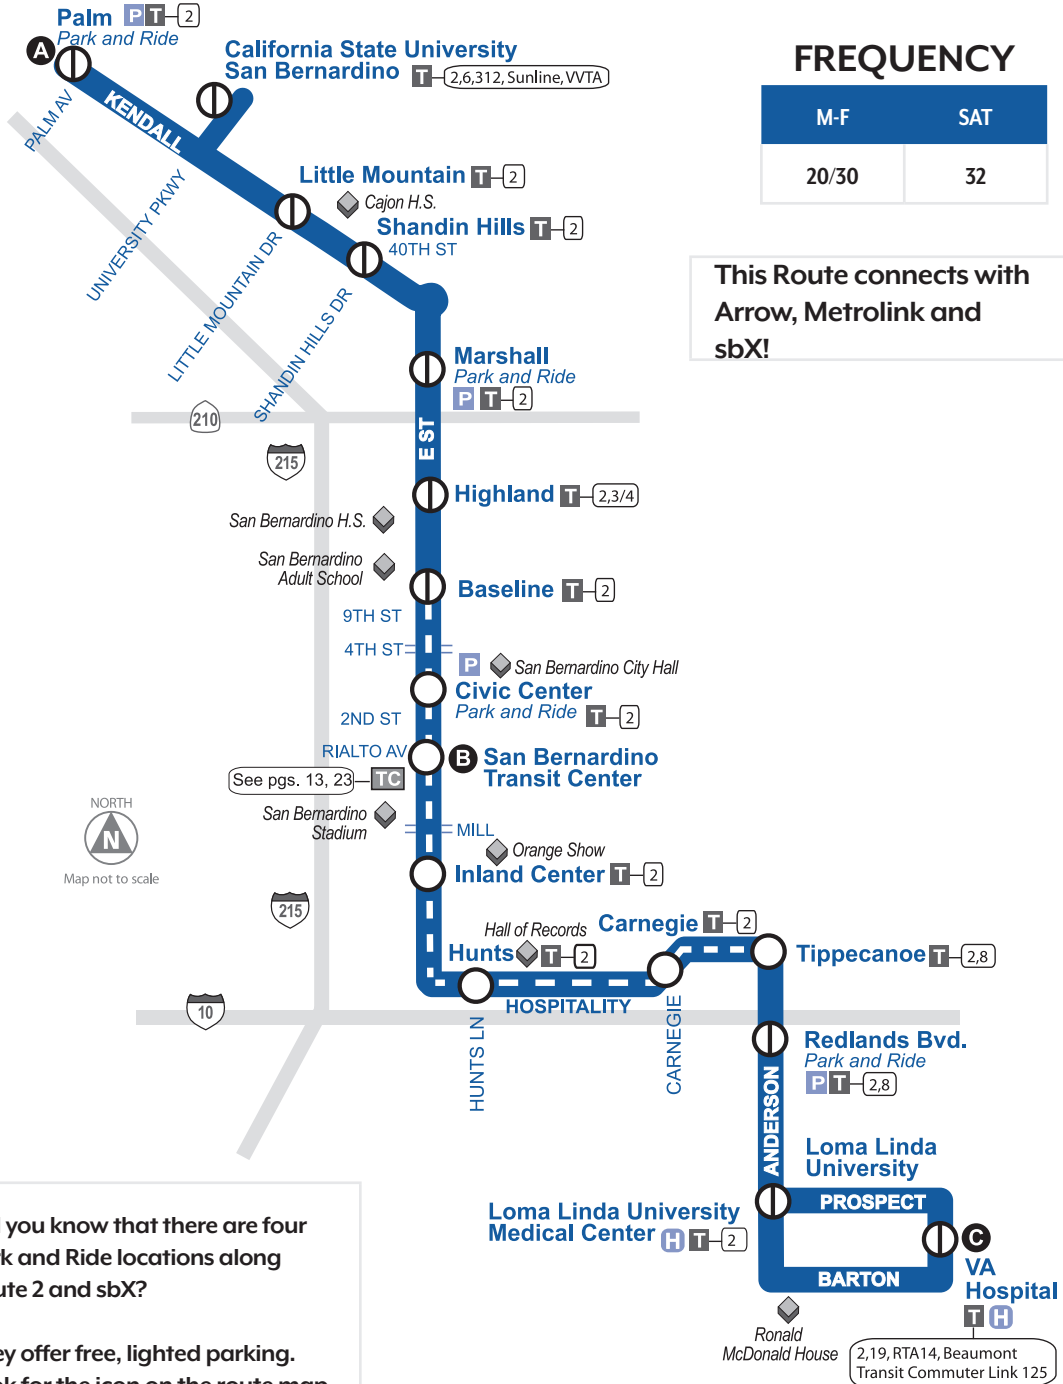 Palm P T 2
Park and Ride
A
California State University
San Bernardino T 2,6,312, Sunline, VVTA
FREQUENCY
M-F SAT
20/30 32
PALM AV
KENDALL
Little Mountain T 2
Cajon H.S.
Shandin Hills T 2
40TH ST
UNIVERSITY PKWY
LITTLE MOUNTAIN DR
SHANDIN HILLS DR
This Route connects with
Arrow, Metrolink and
sbX!
Marshall
Park and Ride
P T 2
210
E ST
215
Highland T 2,3/4
San Bernardino H.S.
San Bernardino
Adult School
Baseline T 2
9TH ST
4TH ST
P San Bernardino City Hall
Civic Center
Park and Ride T 2
2ND ST
RIALTO AV
B San Bernardino
Transit Center
See pgs. 13, 23 TC
San Bernardino
Stadium
MILL
NORTH
N
Map not to scale
Orange Show
Inland Center T 2
215
Hall of Records
Carnegie T 2
Hunts T 2
Tippecanoe T 2,8
10
HOSPITALITY
HUNTS LN
CARNEGIE
Redlands Bvd.
Park and Ride
P T 2,8
ANDERSON
Loma Linda
University
PROSPECT
Loma Linda University
Medical Center H T 2
C
VA
Hospital
T H
BARTON
Ronald
McDonald House
2,19, RTA14, Beaumont
Transit Commuter Link 125
you know that there are four
and Ride locations along
2 and sbX?
offer free, lighted parking.
for the icon on the route map